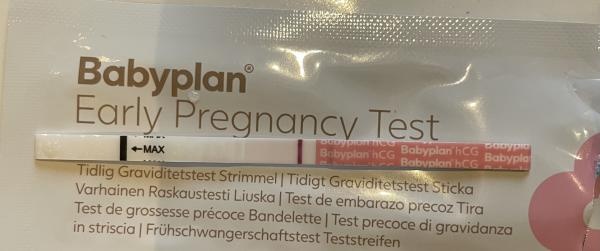 Babyplan®
Early Pregnancy Test
←MAX
Babyplan hCG Babyplan hCG
Babyplan hCG Babyplan hCG Babyplan
Babyplan hCG
Tidlig Graviditetstest Strimmel | Tidigt Graviditetstest Sticka
Varhainen Raskaustesti Liuska | Test de embarazo precoz Tira
Test de grossesse précoce Bandelette | Test precoce di gravidanza
in striscia | Frühschwangerschaftstest Teststreifen